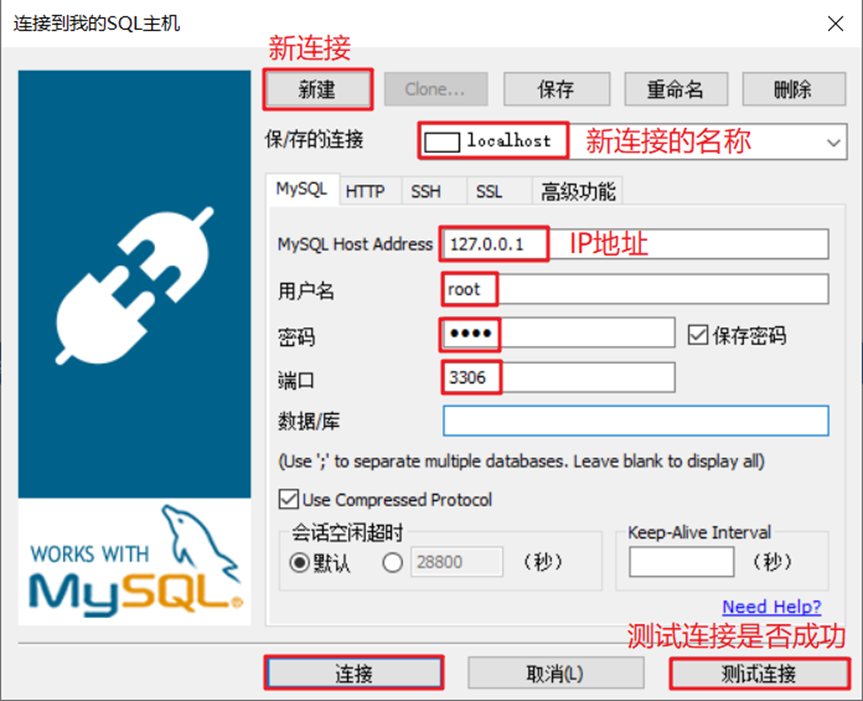 连接到我的SQL主机
新连接
新建 Clone... 保存 重命名 删除
保/存的连接 localhost 新连接的名称
MySQL HTTP SSH SSL 高级功能
MySQL Host Address 127.0.0.1 IP地址
用户名 root
密码 •••• 保存密码
端口 3306
数据/库
(Use ';' to separate multiple databases. Leave blank to display all)
Use Compressed Protocol
会话空闲超时 Keep-Alive Interval
默认 28800 (秒) (秒)
WORKS WITH
MySQL®
Need Help?
测试连接是否成功
连接 取消(L) 测试连接